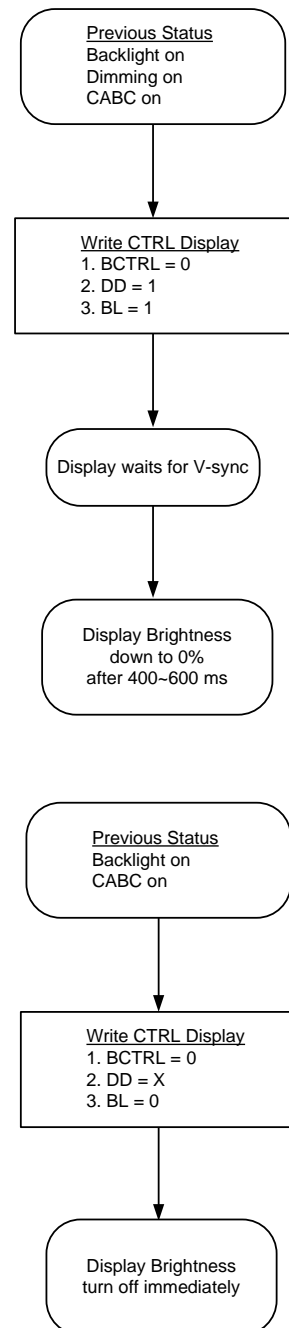 Previous Status
Backlight on
Dimming on
CABC on
Write CTRL Display
1. BCTRL = 0
2. DD = 1
3. BL = 1
Display waits for V-sync
Display Brightness
down to 0%
after 400~600 ms
Previous Status
Backlight on
CABC on
Write CTRL Display
1. BCTRL = 0
2. DD = X
3. BL = 0
Display Brightness
turn off immediately